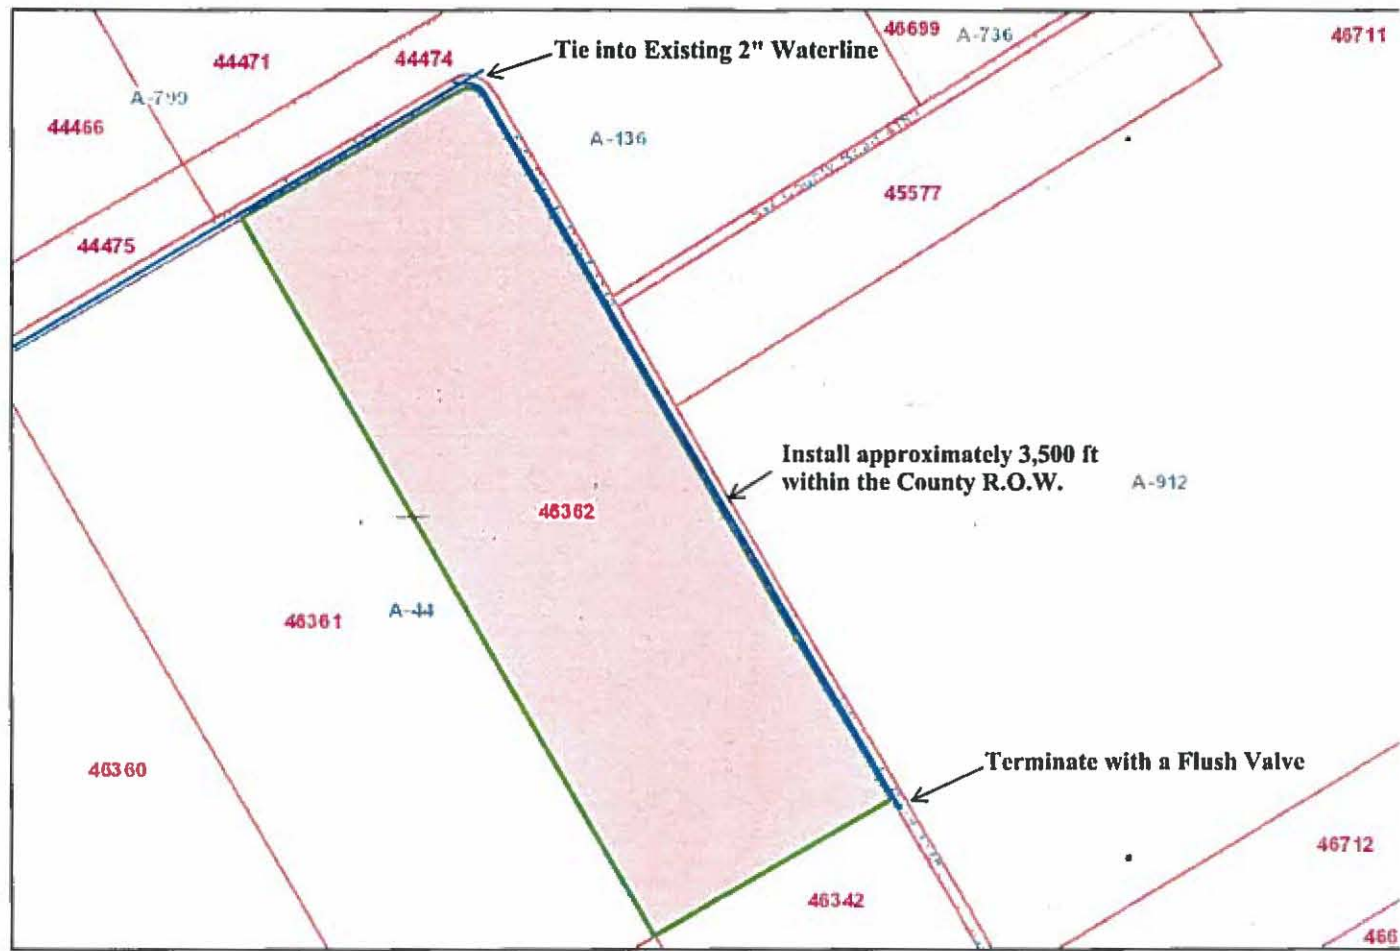 46699
A-736
46711
44471
44474
Tie into Existing 2" Waterline
A-799
44466
A-136
45577
44475
Install approximately 3,500 ft
within the County R.O.W.
A-912
46362
46361
A-44
46360
Terminate with a Flush Valve
46712
46342
466